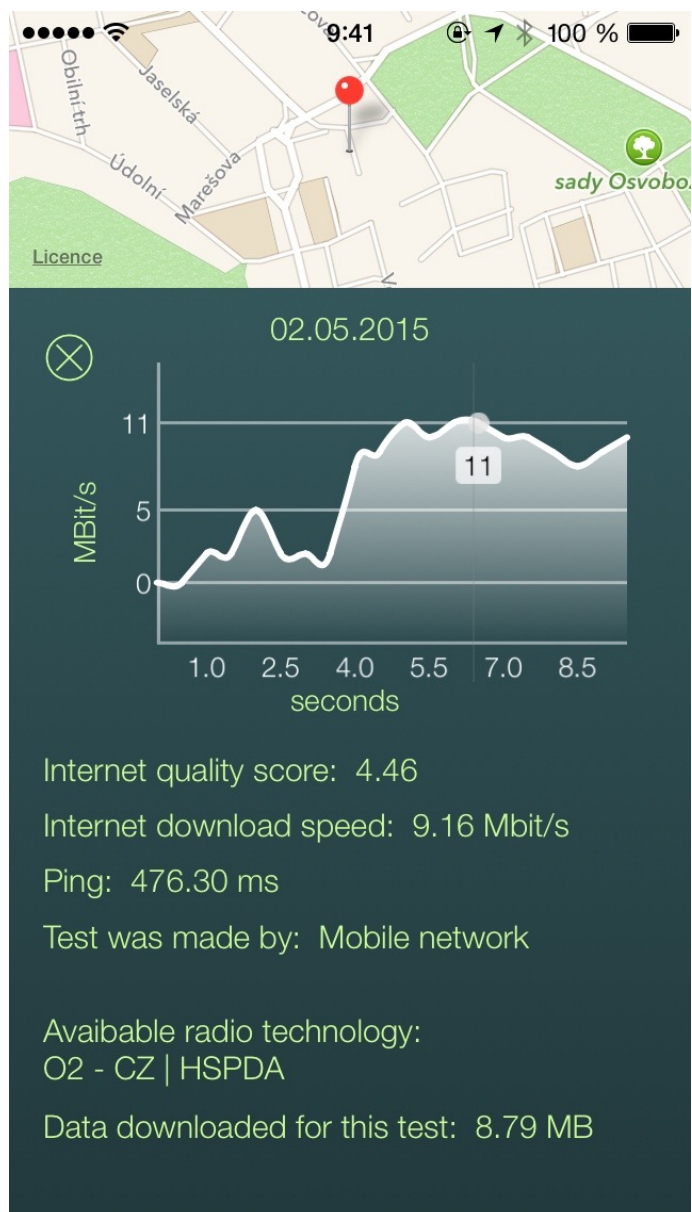 9:41
100 %
Obilní trh
Jaselská
Údolní
Marešova
sady Osvobo
Licence
02.05.2015
11
11
5
0
MBit/s
1.0 2.5 4.0 5.5 7.0 8.5
seconds
Internet quality score: 4.46
Internet download speed: 9.16 Mbit/s
Ping: 476.30 ms
Test was made by: Mobile network
Avaibable radio technology:
O2 - CZ | HSPDA
Data downloaded for this test: 8.79 MB